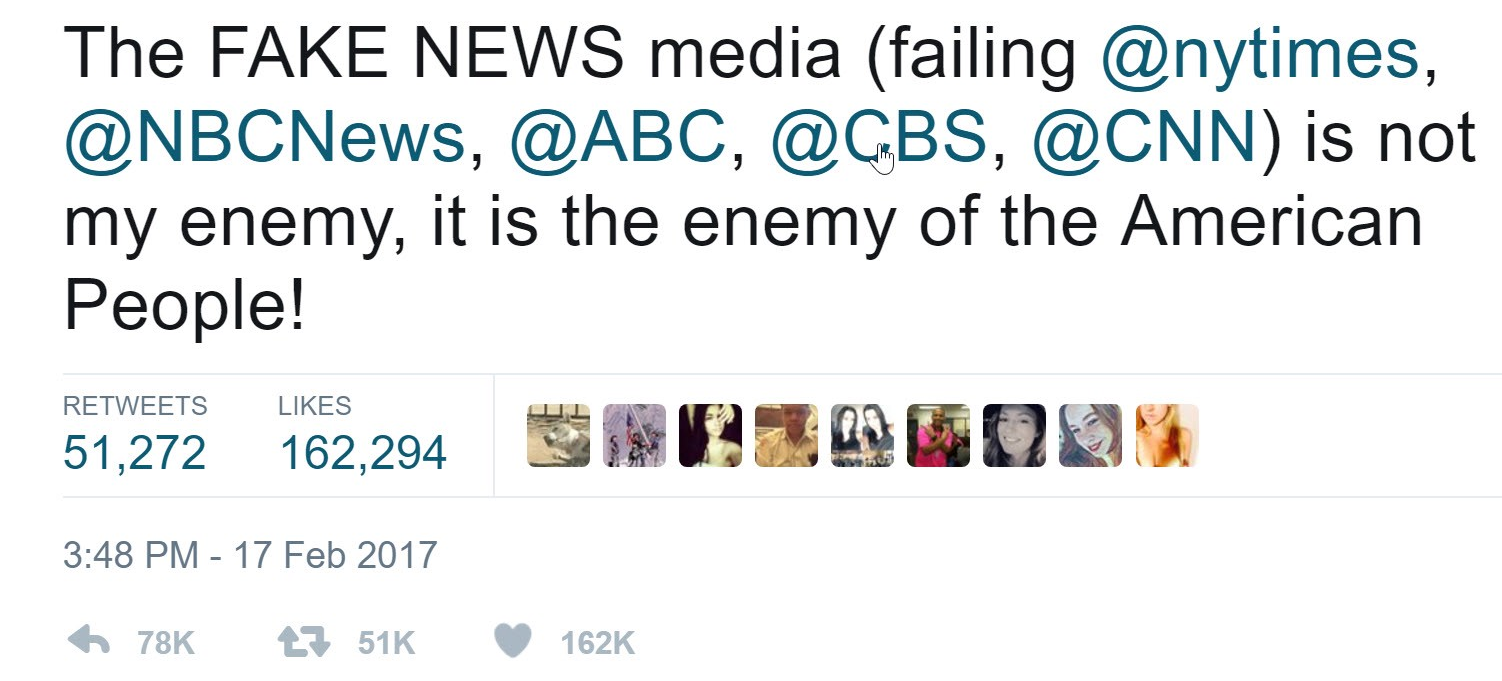 The FAKE NEWS media (failing @nytimes,
@NBCNews, @ABC, @CBS, @CNN) is not
my enemy, it is the enemy of the American
People!
RETWEETS LIKES
51,272 162,294
3:48 PM - 17 Feb 2017
78K 51K 162K